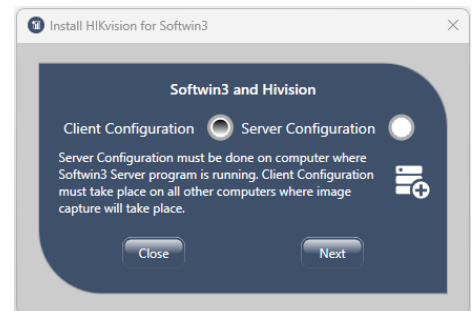 Install HIKvision for Softwin3
Softwin3 and Hivision
Client Configuration Server Configuration
Server Configuration must be done on computer where
Softwin3 Server program is running. Client Configuration
must take place on all other computers where image
capture will take place.
Close Next